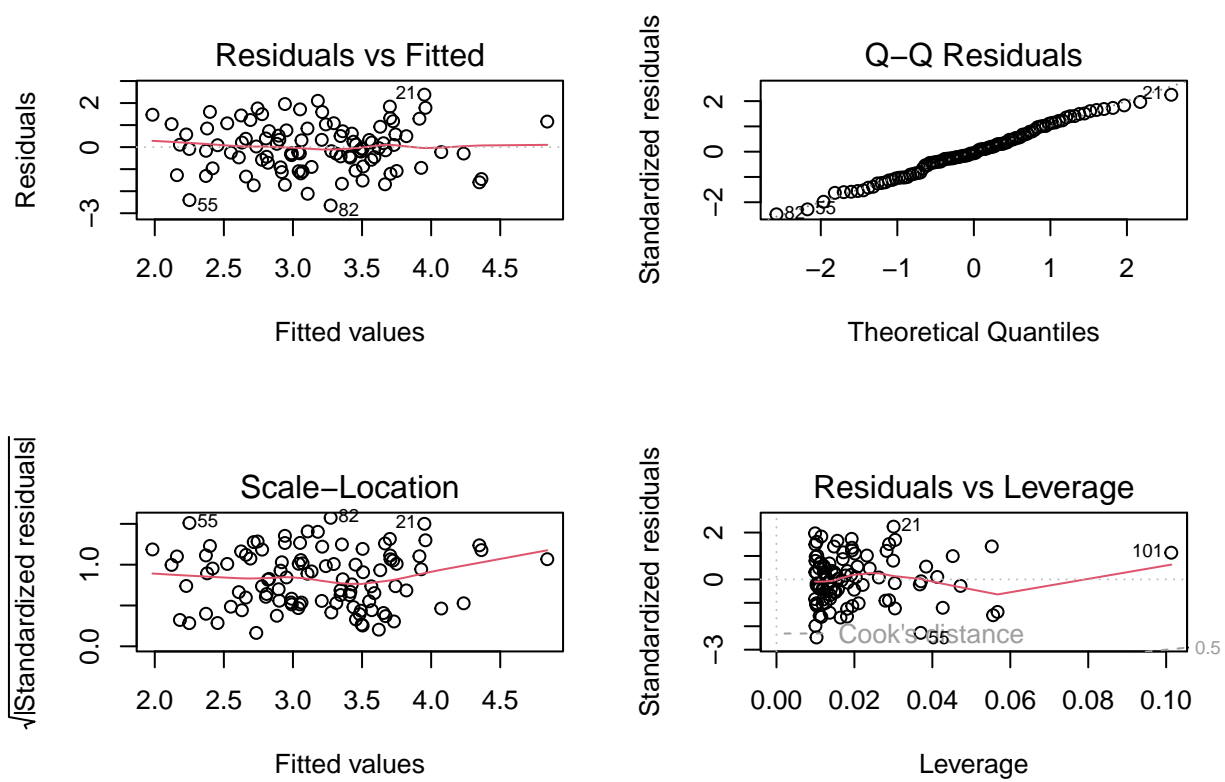 Residuals vs Fitted
Residuals
2
0
−3
21
55
82
2.0 2.5 3.0 3.5 4.0 4.5
Fitted values
Q−Q Residuals
Standardized residuals
2
0
−2
21
82
55
−2 −1 0 1 2
Theoretical Quantiles
Scale−Location
√|Standardized residuals|
1.0
0.0
55
82
21
2.0 2.5 3.0 3.5 4.0 4.5
Fitted values
Residuals vs Leverage
Standardized residuals
2
0
−3
21
101
Cook's distance
55
0.5
0.00 0.02 0.04 0.06 0.08 0.10
Leverage